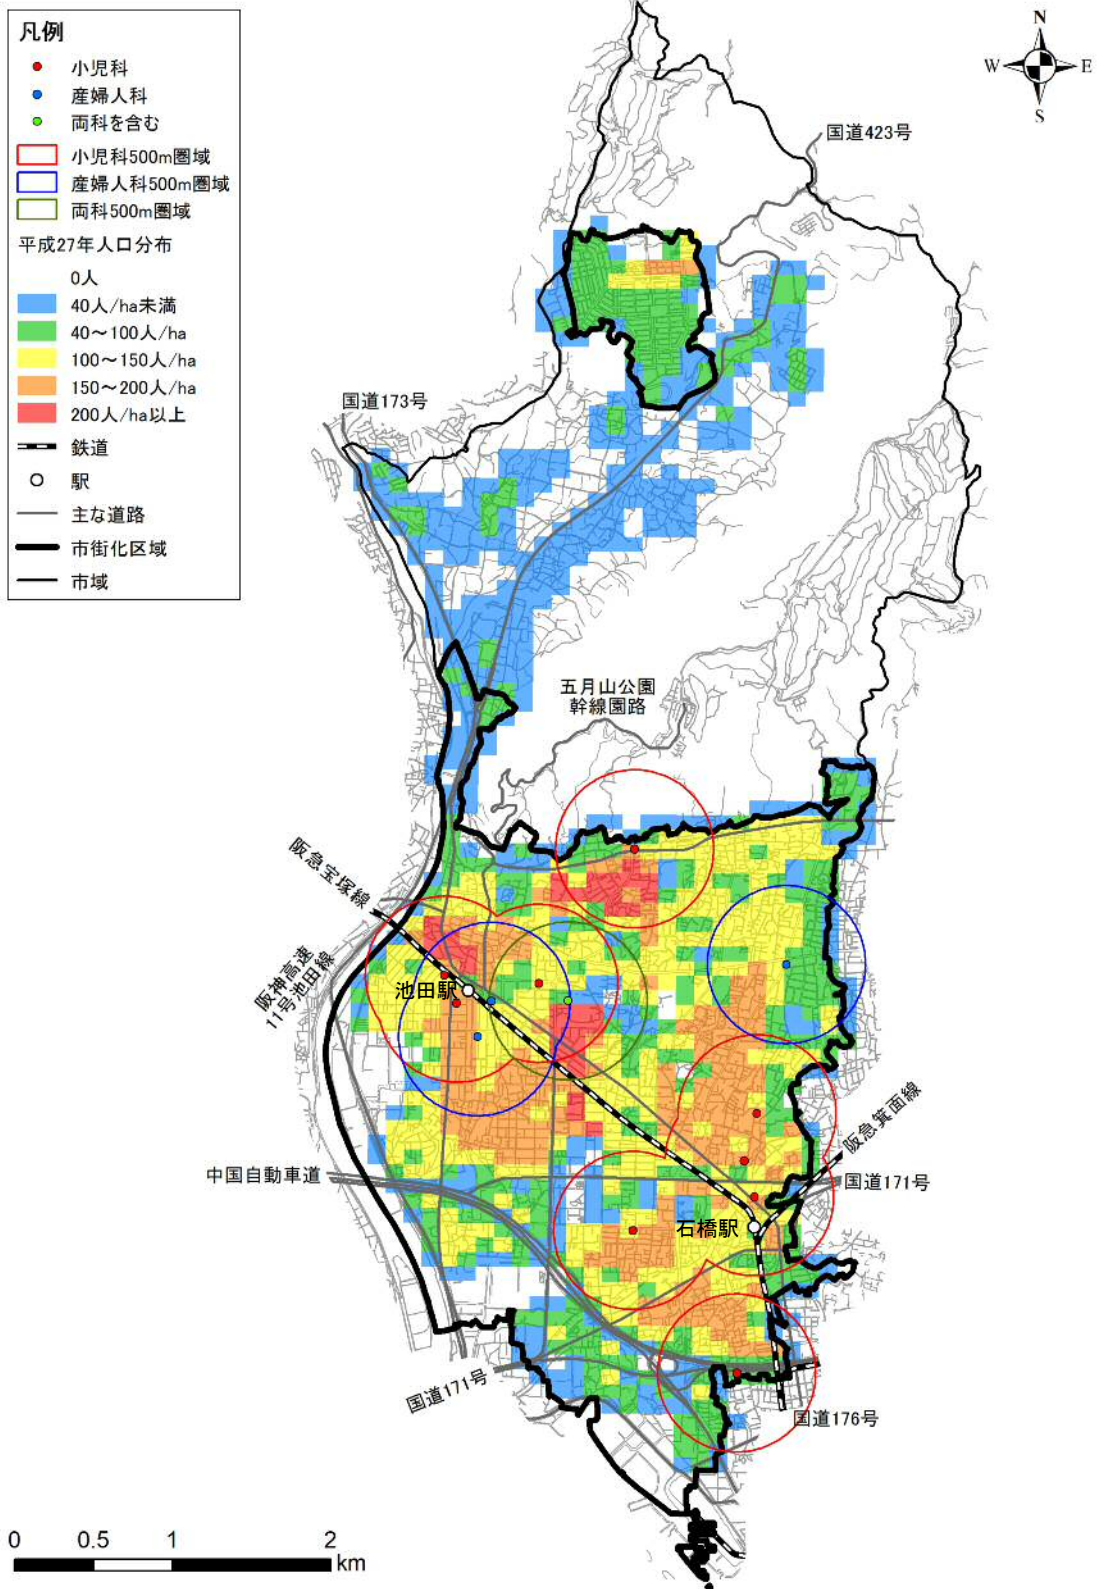 凡例
小児科
産婦人科
両科を含む
小児科500m圏域
産婦人科500m圏域
両科500m圏域
平成27年人口分布
0人
40人/ha未満
40～100人/ha
100～150人/ha
150～200人/ha
200人/ha以上
鉄道
駅
主な道路
市街化区域
市域
N
W
E
S
国道423号
国道173号
五月山公園
幹線園路
阪急宝塚線
阪神高速
11号池田線
池田駅
中国自動車道
阪急箕面線
国道171号
石橋駅
国道171号
国道176号
0 0.5 1 2
km